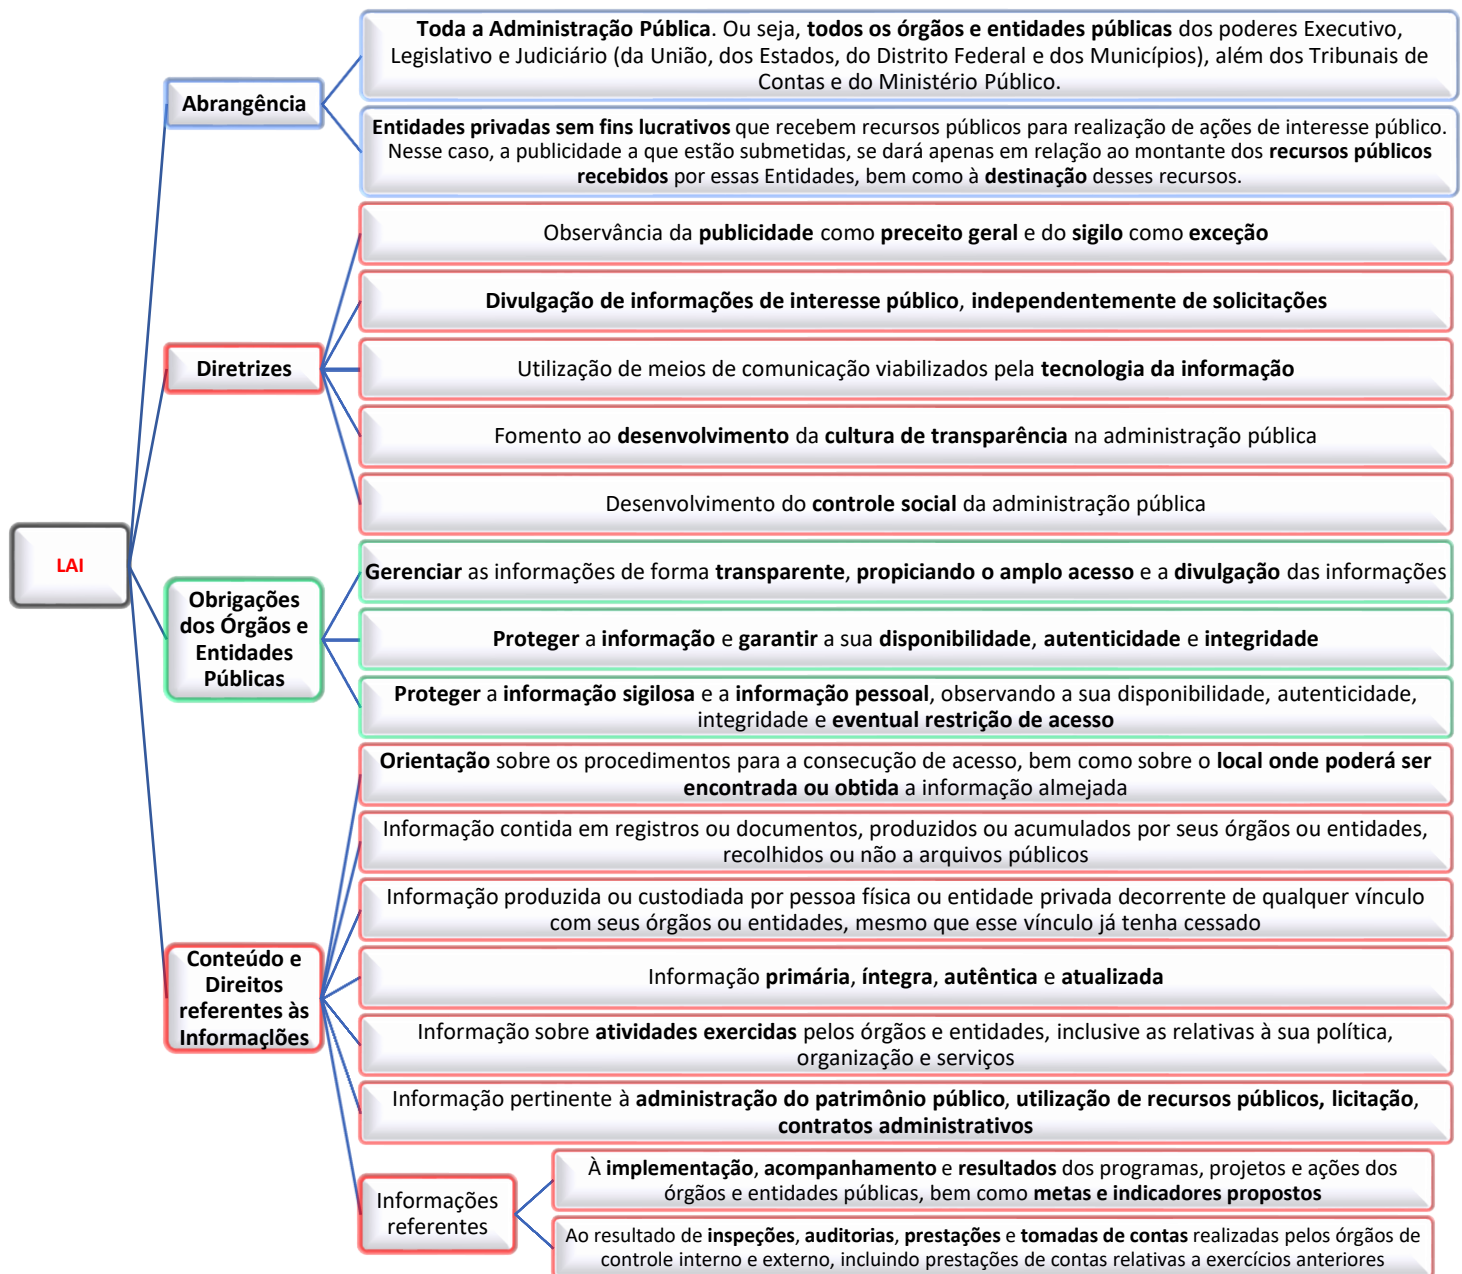 Toda a Administração Pública. Ou seja, todos os órgãos e entidades públicas dos poderes Executivo,
Legislativo e Judiciário (da União, dos Estados, do Distrito Federal e dos Municípios), além dos Tribunais de
Contas e do Ministério Público.
Abrangência
Entidades privadas sem fins lucrativos que recebem recursos públicos para realização de ações de interesse público.
Nesse caso, a publicidade a que estão submetidas, se dará apenas em relação ao montante dos recursos públicos
recebidos por essas Entidades, bem como à destinação desses recursos.
Observância da publicidade como preceito geral e do sigilo como exceção
Divulgação de informações de interesse público, independentemente de solicitações
Diretrizes
Utilização de meios de comunicação viabilizados pela tecnologia da informação
Fomento ao desenvolvimento da cultura de transparência na administração pública
Desenvolvimento do controle social da administração pública
LAI
Gerenciar as informações de forma transparente, propiciando o amplo acesso e a divulgação das informações
Obrigações
dos Órgãos e
Entidades
Públicas
Proteger a informação e garantir a sua disponibilidade, autenticidade e integridade
Proteger a informação sigilosa e a informação pessoal, observando a sua disponibilidade, autenticidade,
integridade e eventual restrição de acesso
Orientação sobre os procedimentos para a consecução de acesso, bem como sobre o local onde poderá ser
encontrada ou obtida a informação almejada
Informação contida em registros ou documentos, produzidos ou acumulados por seus órgãos ou entidades,
recolhidos ou não a arquivos públicos
Informação produzida ou custodiada por pessoa física ou entidade privada decorrente de qualquer vínculo
com seus órgãos ou entidades, mesmo que esse vínculo já tenha cessado
Conteúdo e
Direitos
referentes às
Informaçlões
Informação primária, íntegra, autêntica e atualizada
Informação sobre atividades exercidas pelos órgãos e entidades, inclusive as relativas à sua política,
organização e serviços
Informação pertinente à administração do patrimônio público, utilização de recursos públicos, licitação,
contratos administrativos
Informações
referentes
À implementação, acompanhamento e resultados dos programas, projetos e ações dos
órgãos e entidades públicas, bem como metas e indicadores propostos
Ao resultado de inspeções, auditorias, prestações e tomadas de contas realizadas pelos órgãos de
controle interno e externo, incluindo prestações de contas relativas a exercícios anteriores